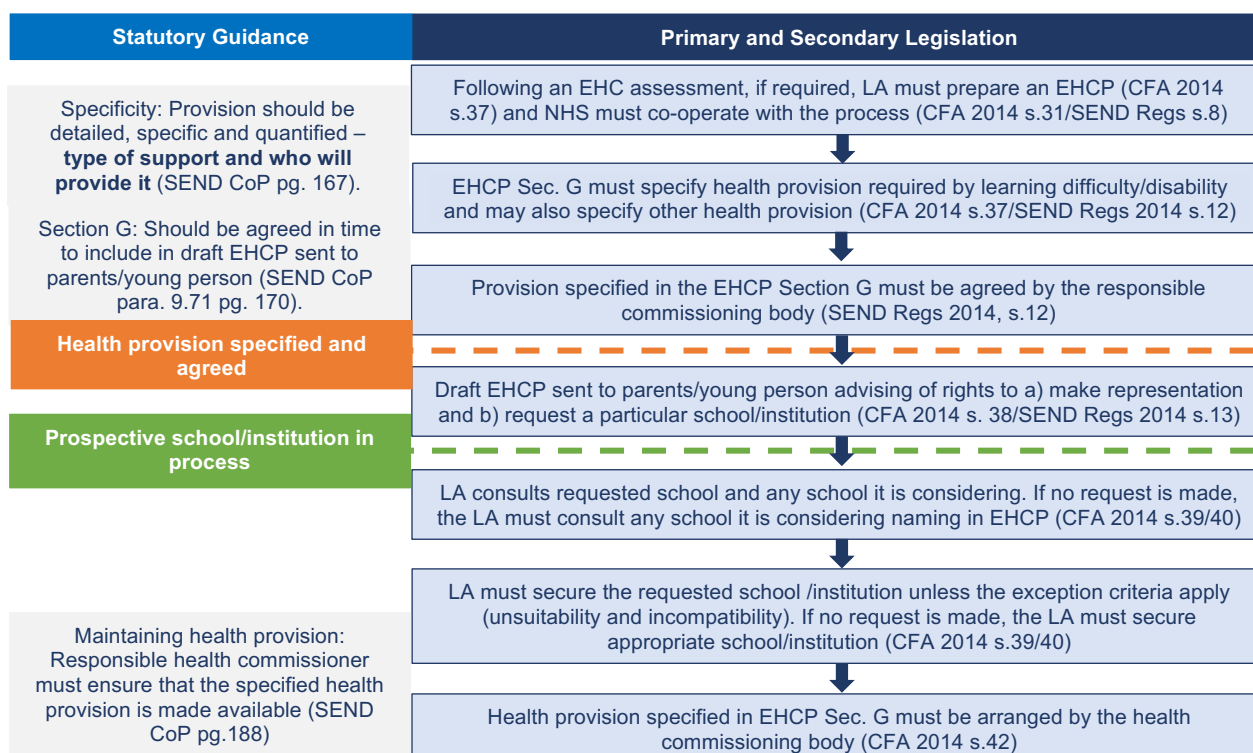 Statutory Guidance
Primary and Secondary Legislation
Specificity: Provision should be
detailed, specific and quantified –
type of support and who will
provide it (SEND CoP pg. 167).
Section G: Should be agreed in time
to include in draft EHCP sent to
parents/young person (SEND CoP
para. 9.71 pg. 170).
Health provision specified and
agreed
Prospective school/institution in
process
Maintaining health provision:
Responsible health commissioner
must ensure that the specified health
provision is made available (SEND
CoP pg.188)
Following an EHC assessment, if required, LA must prepare an EHCP (CFA 2014
s.37) and NHS must co-operate with the process (CFA 2014 s.31/SEND Regs s.8)
EHCP Sec. G must specify health provision required by learning difficulty/disability
and may also specify other health provision (CFA 2014 s.37/SEND Regs 2014 s.12)
Provision specified in the EHCP Section G must be agreed by the responsible
commissioning body (SEND Regs 2014, s.12)
Draft EHCP sent to parents/young person advising of rights to a) make representation
and b) request a particular school/institution (CFA 2014 s. 38/SEND Regs 2014 s.13)
LA consults requested school and any school it is considering. If no request is made,
the LA must consult any school it is considering naming in EHCP (CFA 2014 s.39/40)
LA must secure the requested school /institution unless the exception criteria apply
(unsuitability and incompatibility). If no request is made, the LA must secure
appropriate school/institution (CFA 2014 s.39/40)
Health provision specified in EHCP Sec. G must be arranged by the health
commissioning body (CFA 2014 s.42)